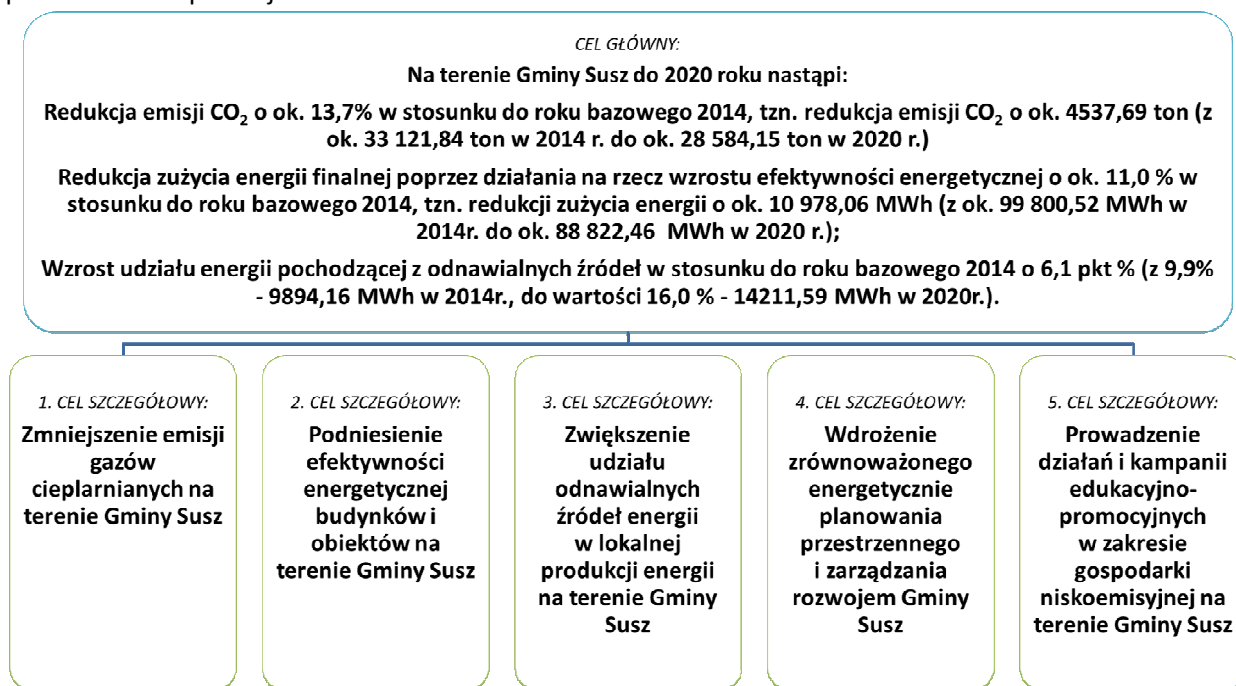 CEL GŁÓWNY:
Na terenie Gminy Susz do 2020 roku nastąpi:
Redukcja emisji CO₂ o ok. 13,7% w stosunku do roku bazowego 2014, tzn. redukcja emisji CO₂ o ok. 4537,69 ton (z
ok. 33 121,84 ton w 2014 r. do ok. 28 584,15 ton w 2020 r.)
Redukcja zużycia energii finalnej poprzez działania na rzecz wzrostu efektywności energetycznej o ok. 11,0 % w
stosunku do roku bazowego 2014, tzn. redukcji zużycia energii o ok. 10 978,06 MWh (z ok. 99 800,52 MWh w
2014r. do ok. 88 822,46 MWh w 2020 r.);
Wzrost udziału energii pochodzącej z odnawialnych źródeł w stosunku do roku bazowego 2014 o 6,1 pkt % (z 9,9%
- 9894,16 MWh w 2014r., do wartości 16,0 % - 14211,59 MWh w 2020r.).
1. CEL SZCZEGÓŁOWY:
Zmniejszenie emisji
gazów
cieplarnianych na
terenie Gminy Susz
2. CEL SZCZEGÓŁOWY:
Podniesienie
efektywności
energetycznej
budynków i
obiektów na
terenie Gminy Susz
3. CEL SZCZEGÓŁOWY:
Zwiększenie
udziału
odnawialnych
źródeł energii
w lokalnej
produkcji energii
na terenie Gminy
Susz
4. CEL SZCZEGÓŁOWY:
Wdrożenie
zrównoważonego
energetycznie
planowania
przestrzennego
i zarządzania
rozwojem Gminy
Susz
5. CEL SZCZEGÓŁOWY:
Prowadzenie
działań i kampanii
edukacyjno-
promocyjnych
w zakresie
gospodarki
niskoemisyjnej na
terenie Gminy Susz